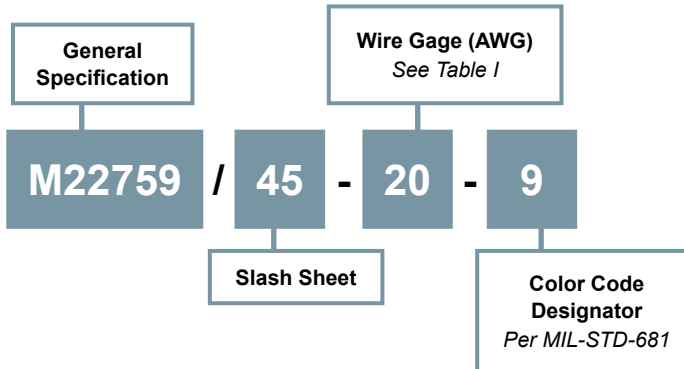 General
Specification
Wire Gage (AWG)
See Table I
M22759 / 45 - 20 - 9
Slash Sheet
Color Code
Designator
Per MIL-STD-681